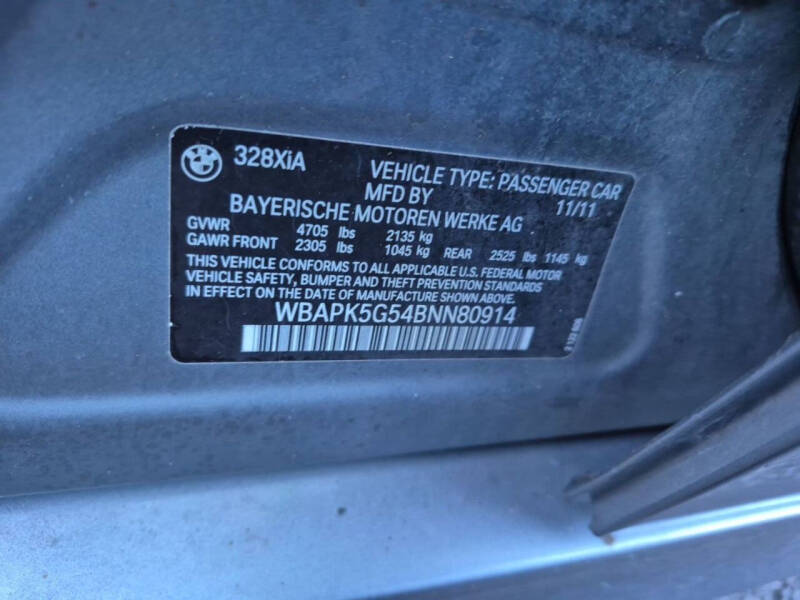 328XiA
VEHICLE TYPE: PASSENGER CAR
MFD BY 11/11
BAYERISCHE MOTOREN WERKE AG
GVWR 4705 lbs 2135 kg
GAWR FRONT 2305 lbs 1045 kg REAR 2525 lbs 1145 kg
THIS VEHICLE CONFORMS TO ALL APPLICABLE U.S. FEDERAL MOTOR
VEHICLE SAFETY, BUMPER AND THEFT PREVENTION STANDARDS
IN EFFECT ON THE DATE OF MANUFACTURE SHOWN ABOVE.
WBAPK5G54BNN80914